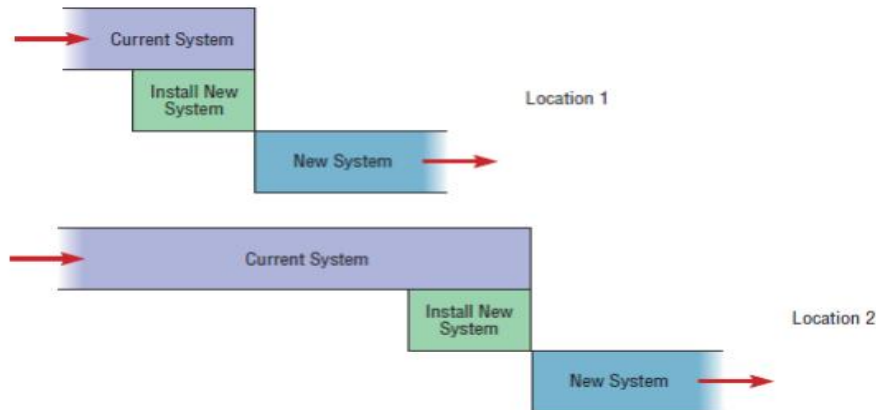 Current System
Install New
System
Location 1
New System
Current System
Install New
System
Location 2
New System